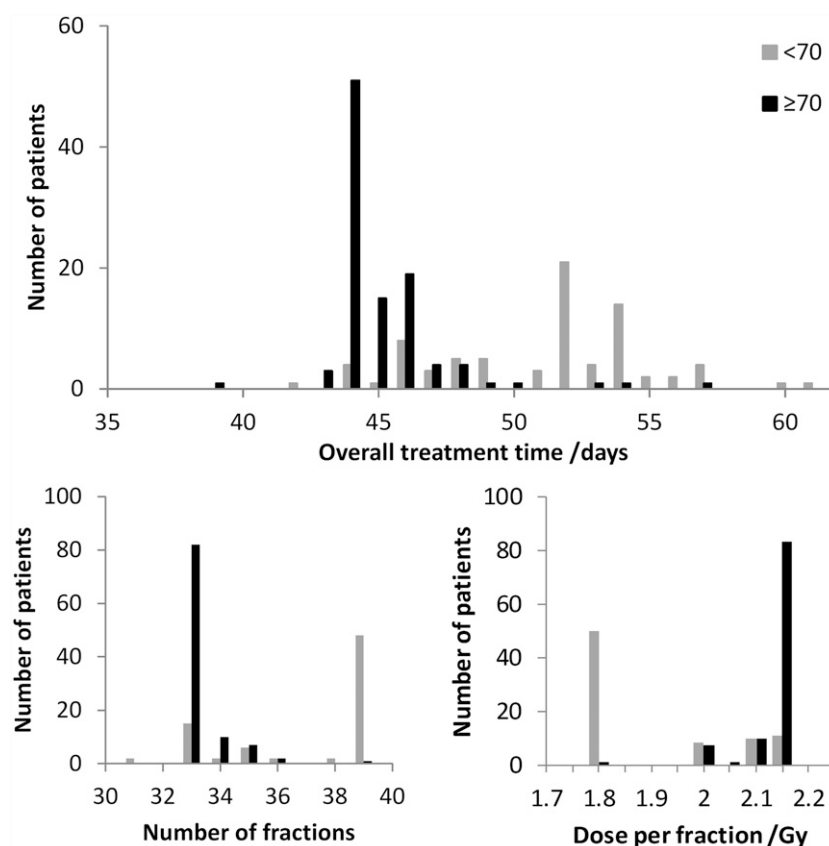 60
<70
≥70
40
20
0
Number of patients
35 40 45 50 55 60
Overall treatment time /days
100
80
60
40
20
0
Number of patients
30 32 34 36 38 40
Number of fractions
100
80
60
40
20
0
Number of patients
1.7 1.8 1.9 2 2.1 2.2
Dose per fraction /Gy